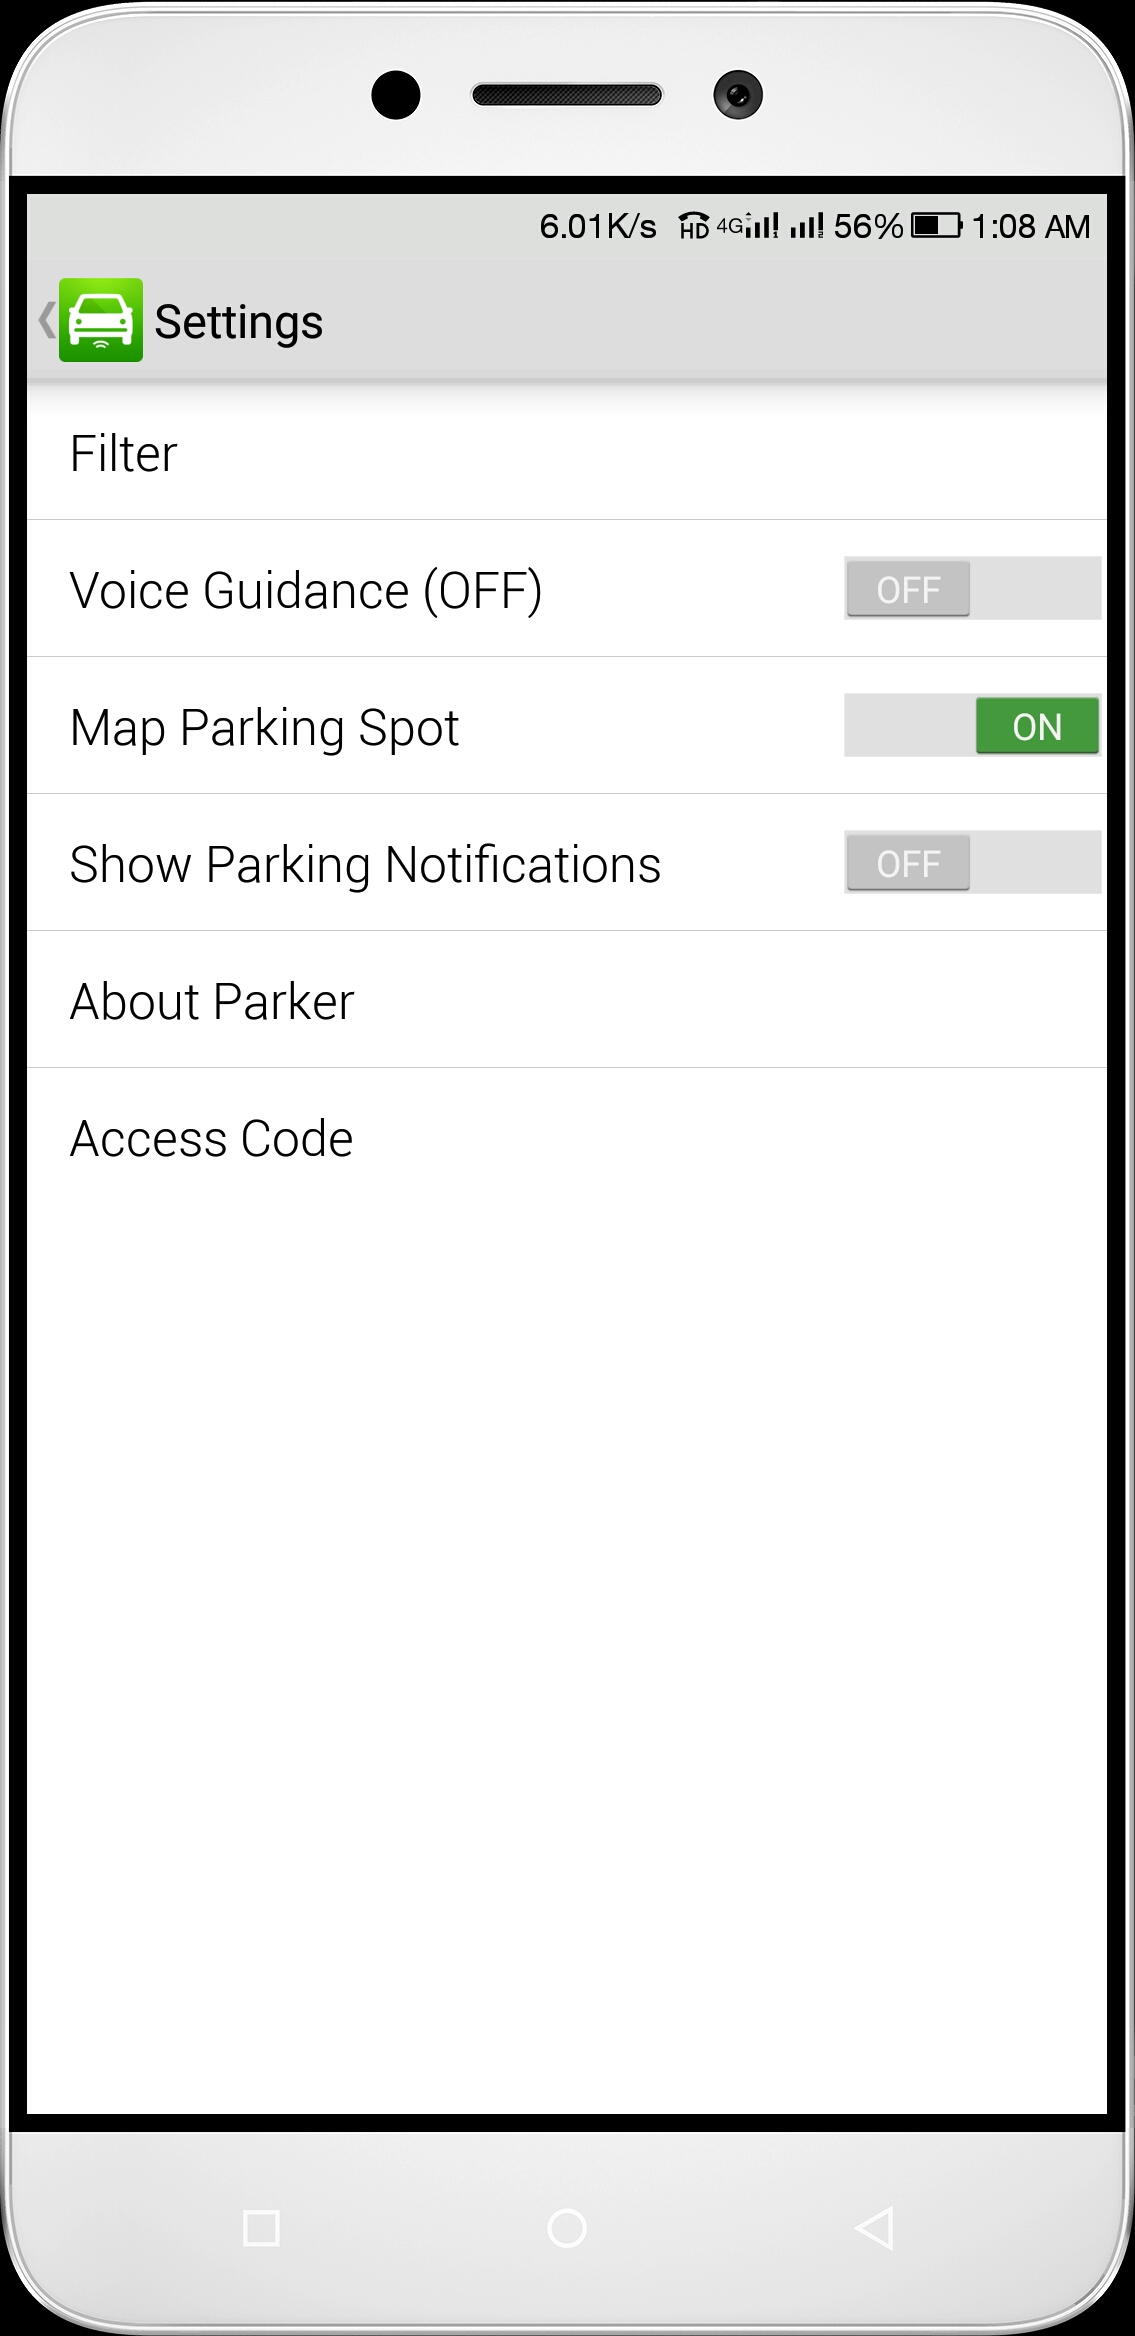 6.01K/s HD 4G 56% 1:08 AM
Settings
Filter
Voice Guidance (OFF) OFF
Map Parking Spot ON
Show Parking Notifications OFF
About Parker
Access Code